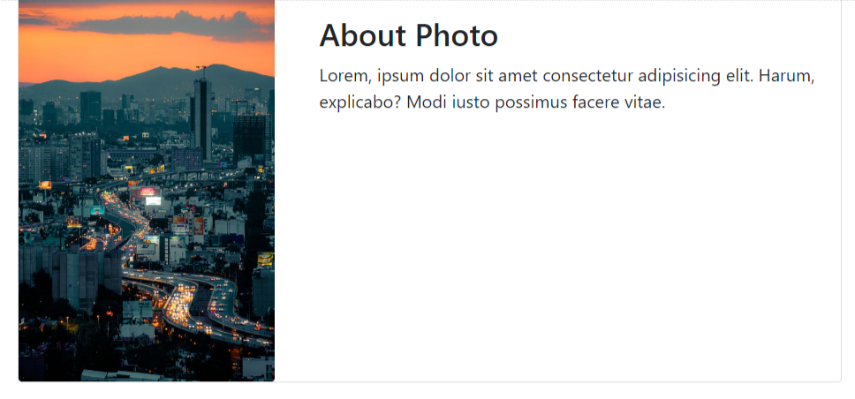 About Photo
Lorem, ipsum dolor sit amet consectetur adipisicing elit. Harum,
explicabo? Modi iusto possimus facere vitae.